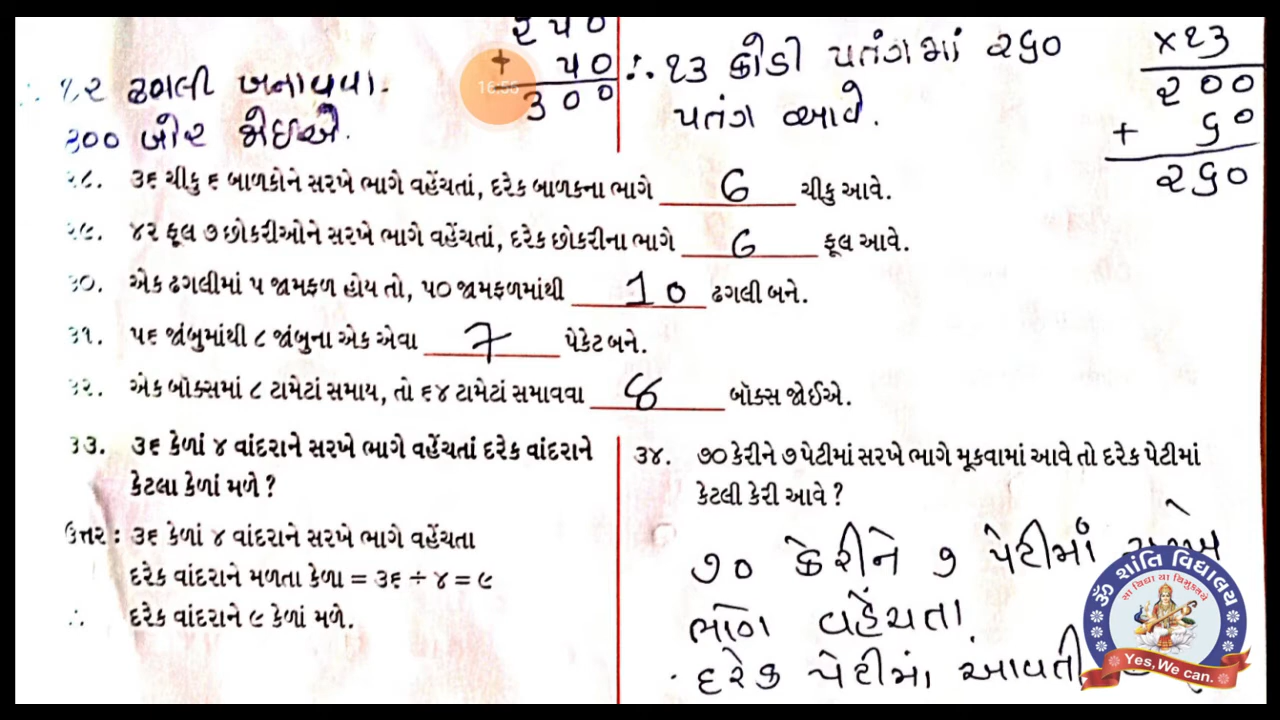 ૨૫૦
+ ૫૦
૩૦૦
16:56
∴ ૧૨ ઢગલી બનાવવા
૩૦૦ બોર જોઈએ.
∴ ૨૩ કોડી પતંગમાં ૨૬૦
પતંગ આવે.
×૨૩
૨૦૦
+ ૬૦
૨૬૦
૨૮. ૩૬ ચીકુ ૬ બાળકોને સરખે ભાગે વહેંચતાં, દરેક બાળકના ભાગે 6 ચીકુ આવે.
૨૯. ૪૨ ફૂલ ૭ છોકરીઓને સરખે ભાગે વહેંચતાં, દરેક છોકરીના ભાગે 6 ફૂલ આવે.
૩૦. એક ઢગલીમાં ૫ જામફળ હોય તો, ૫૦ જામફળમાંથી 10 ઢગલી બને.
૩૧. ૫૬ જાંબુમાંથી ૮ જાંબુના એક એવા 7 પેકેટ બને.
૩૨. એક બૉક્સમાં ૮ ટામેટાં સમાય, તો ૬૪ ટામેટાં સમાવવા 8 બૉક્સ જોઈએ.
૩૩. ૩૬ કેળાં ૪ વાંદરાને સરખે ભાગે વહેંચતાં દરેક વાંદરાને
કેટલા કેળાં મળે ?
ઉત્તર : ૩૬ કેળાં ૪ વાંદરાને સરખે ભાગે વહેંચતા
દરેક વાંદરાને મળતા કેળા = ૩૬ ÷ ૪ = ૯
∴ દરેક વાંદરાને ૯ કેળાં મળે.
૩૪. ૭૦ કેરીને ૭ પેટીમાં સરખે ભાગે મૂકવામાં આવે તો દરેક પેટીમાં
કેટલી કેરી આવે ?
૭૦ કેરીને ૭ પેટીમાં સરખે
ભાગે વહેંચતા
દરેક પેટીમાં આવતી
ૐ શાંતિ વિદ્યાલય
સા વિદ્યા યા વિમુક્તયે
Yes, We can.